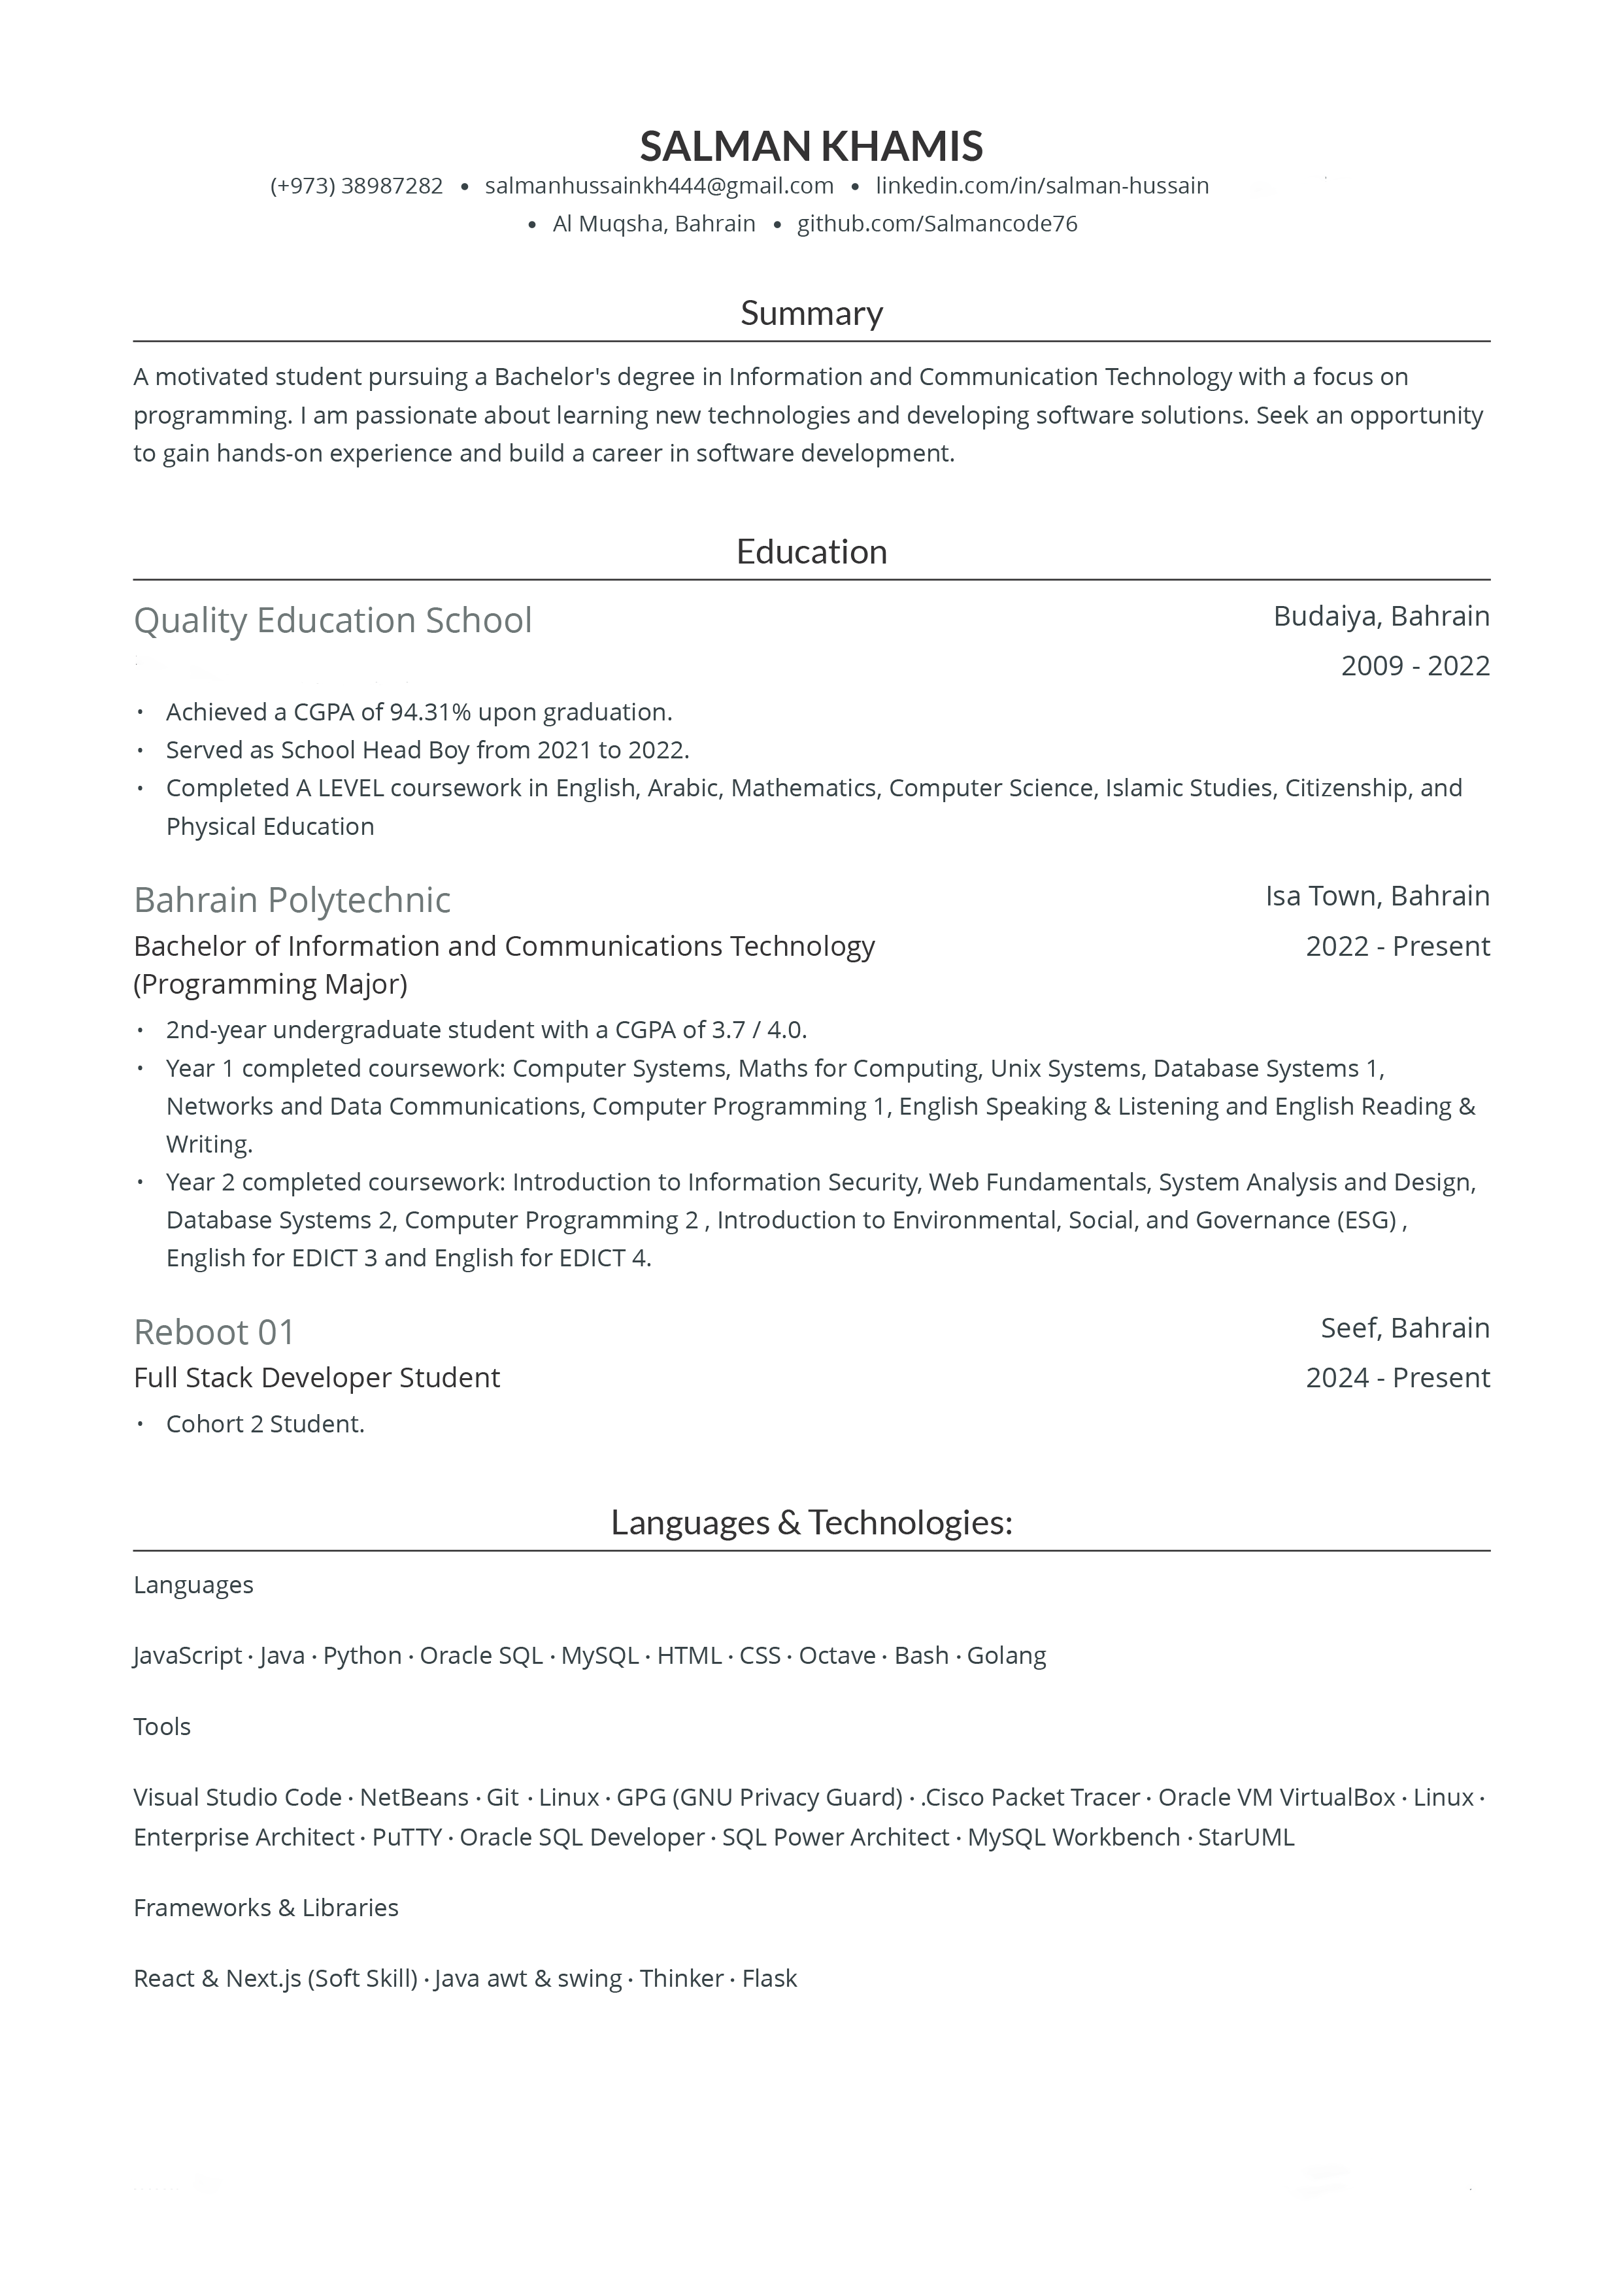 SALMAN KHAMIS
(+973) 38987282 • salmanhussainkh444@gmail.com • linkedin.com/in/salman-hussain
• Al Muqsha, Bahrain • github.com/Salmancode76
Summary
A motivated student pursuing a Bachelor's degree in Information and Communication Technology with a focus on
programming. I am passionate about learning new technologies and developing software solutions. Seek an opportunity
to gain hands-on experience and build a career in software development.
Education
Quality Education School
Budaiya, Bahrain
2009 - 2022
• Achieved a CGPA of 94.31% upon graduation.
• Served as School Head Boy from 2021 to 2022.
• Completed A LEVEL coursework in English, Arabic, Mathematics, Computer Science, Islamic Studies, Citizenship, and
Physical Education
Bahrain Polytechnic
Isa Town, Bahrain
Bachelor of Information and Communications Technology
2022 - Present
(Programming Major)
• 2nd-year undergraduate student with a CGPA of 3.7 / 4.0.
• Year 1 completed coursework: Computer Systems, Maths for Computing, Unix Systems, Database Systems 1,
Networks and Data Communications, Computer Programming 1, English Speaking & Listening and English Reading &
Writing.
• Year 2 completed coursework: Introduction to Information Security, Web Fundamentals, System Analysis and Design,
Database Systems 2, Computer Programming 2 , Introduction to Environmental, Social, and Governance (ESG) ,
English for EDICT 3 and English for EDICT 4.
Reboot 01
Seef, Bahrain
Full Stack Developer Student
2024 - Present
• Cohort 2 Student.
Languages & Technologies:
Languages
JavaScript · Java · Python · Oracle SQL · MySQL · HTML · CSS · Octave · Bash · Golang
Tools
Visual Studio Code · NetBeans · Git · Linux · GPG (GNU Privacy Guard) · .Cisco Packet Tracer · Oracle VM VirtualBox · Linux ·
Enterprise Architect · PuTTY · Oracle SQL Developer · SQL Power Architect · MySQL Workbench · StarUML
Frameworks & Libraries
React & Next.js (Soft Skill) · Java awt & swing · Thinker · Flask